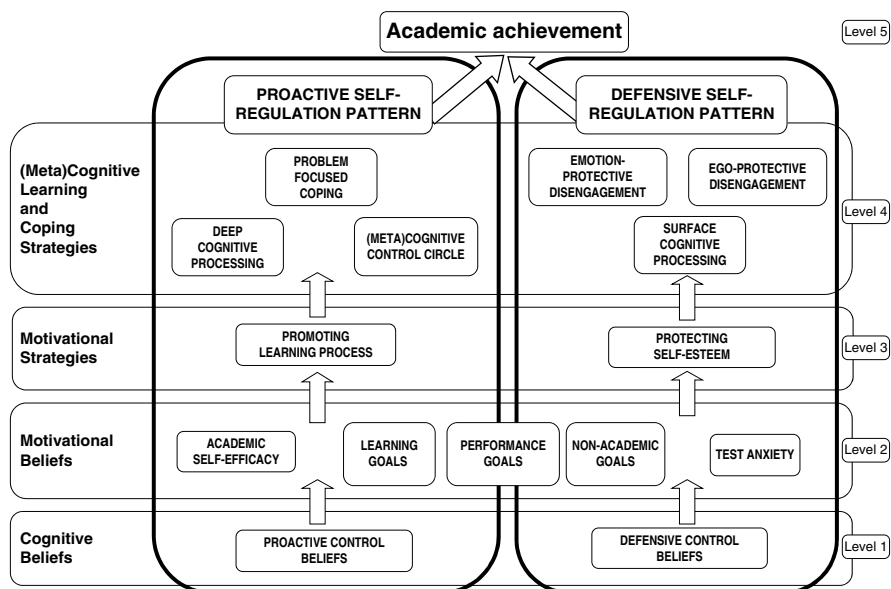 Academic achievement
Level 5
PROACTIVE SELF-
REGULATION PATTERN
DEFENSIVE SELF-
REGULATION PATTERN
(Meta)Cognitive
Learning
and
Coping
Strategies
PROBLEM
FOCUSED
COPING
EMOTION-
PROTECTIVE
DISENGAGEMENT
EGO-PROTECTIVE
DISENGAGEMENT
DEEP
COGNITIVE
PROCESSING
(META)COGNITIVE
CONTROL CIRCLE
SURFACE
COGNITIVE
PROCESSING
Level 4
Motivational
Strategies
PROMOTING
LEARNING PROCESS
PROTECTING
SELF-ESTEEM
Level 3
Motivational
Beliefs
ACADEMIC
SELF-EFFICACY
LEARNING
GOALS
PERFORMANCE
GOALS
NON-ACADEMIC
GOALS
TEST ANXIETY
Level 2
Cognitive
Beliefs
PROACTIVE CONTROL
BELIEFS
DEFENSIVE CONTROL
BELIEFS
Level 1